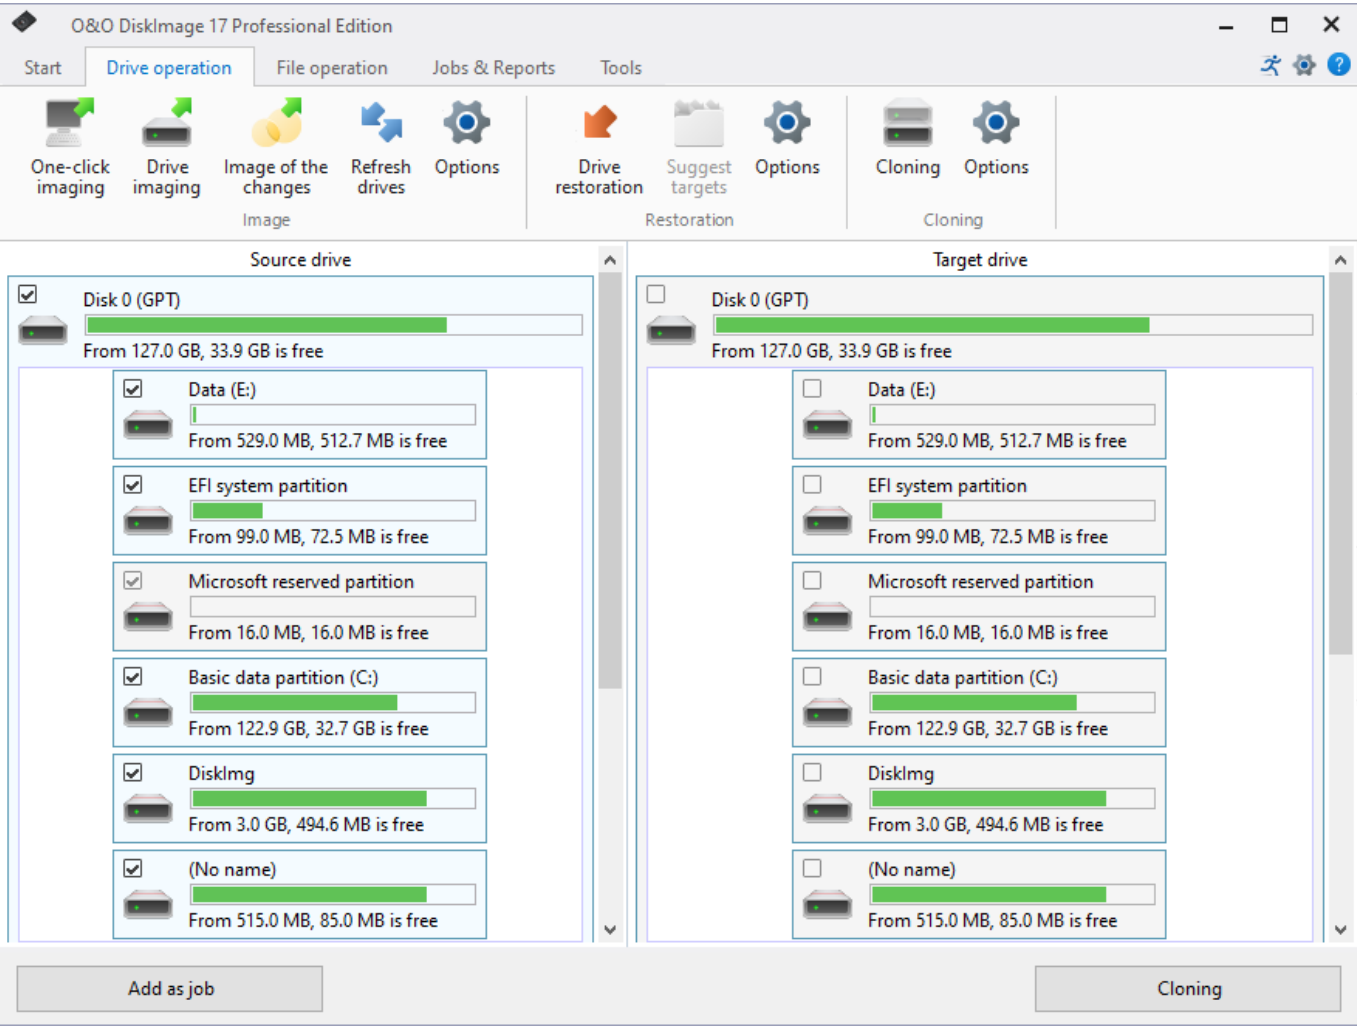 O&O DiskImage 17 Professional Edition
Start
Drive operation
File operation
Jobs & Reports
Tools
?
One-click
imaging
Drive
imaging
Image of the
changes
Refresh
drives
Options
Drive
restoration
Suggest
targets
Options
Cloning
Options
Image
Restoration
Cloning
Source drive
Disk 0 (GPT)
From 127.0 GB, 33.9 GB is free
Data (E:)
From 529.0 MB, 512.7 MB is free
EFI system partition
From 99.0 MB, 72.5 MB is free
Microsoft reserved partition
From 16.0 MB, 16.0 MB is free
Basic data partition (C:)
From 122.9 GB, 32.7 GB is free
DiskImg
From 3.0 GB, 494.6 MB is free
(No name)
From 515.0 MB, 85.0 MB is free
Target drive
Disk 0 (GPT)
From 127.0 GB, 33.9 GB is free
Data (E:)
From 529.0 MB, 512.7 MB is free
EFI system partition
From 99.0 MB, 72.5 MB is free
Microsoft reserved partition
From 16.0 MB, 16.0 MB is free
Basic data partition (C:)
From 122.9 GB, 32.7 GB is free
DiskImg
From 3.0 GB, 494.6 MB is free
(No name)
From 515.0 MB, 85.0 MB is free
Add as job
Cloning